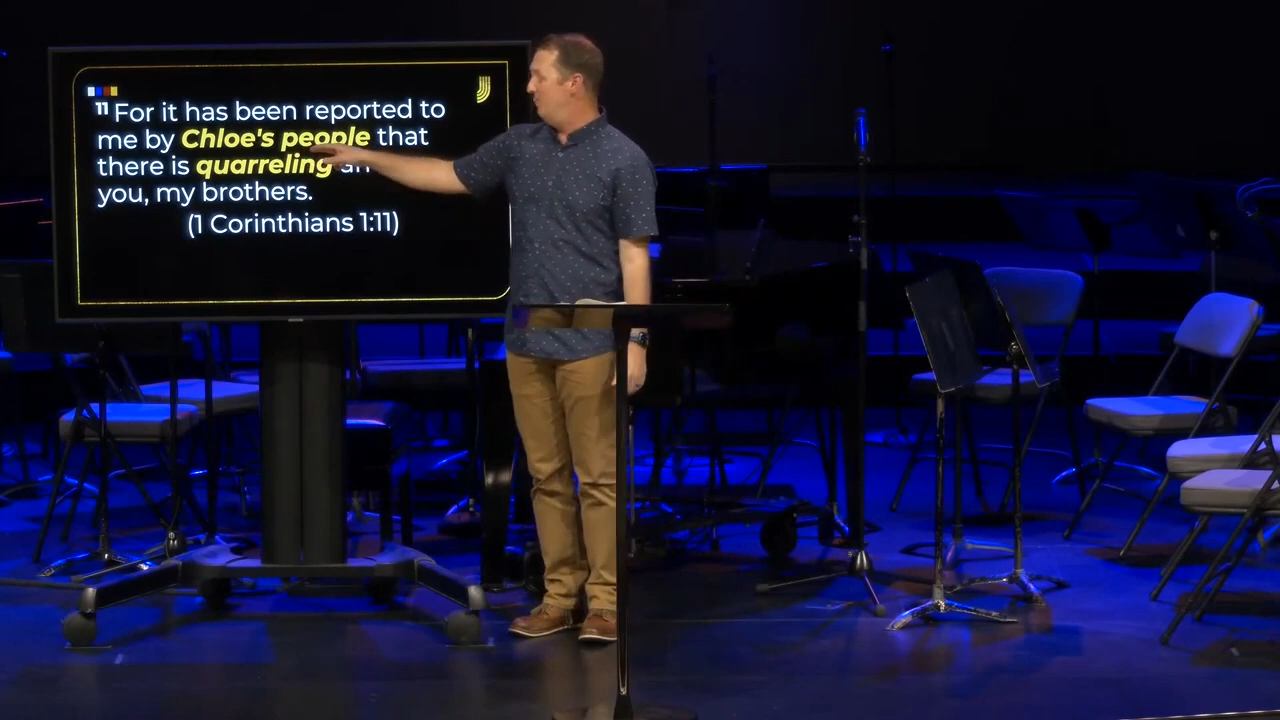 11 For it has been reported to
me by Chloe's people that
there is quarreling
you, my brothers.
(1 Corinthians 1:11)